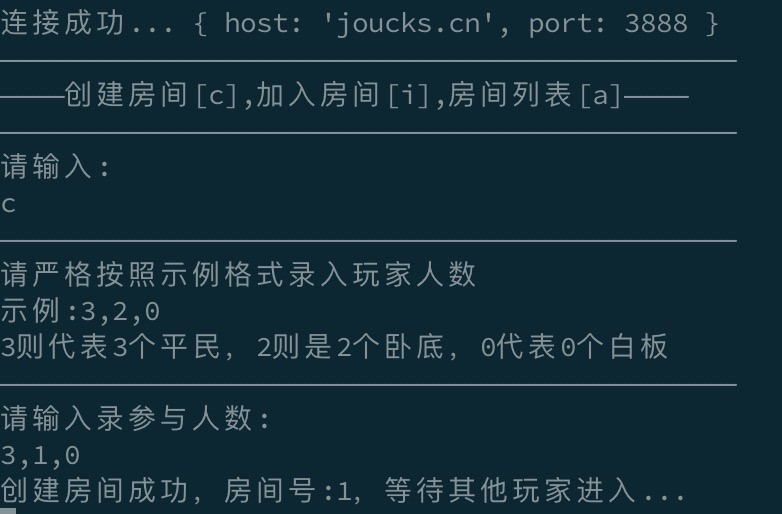 连接成功... { host: 'joucks.cn', port: 3888 }
————创建房间[c],加入房间[i],房间列表[a]————
请输入:
c
请严格按照示例格式录入玩家人数
示例:3,2,0
3则代表3个平民, 2则是2个卧底, 0代表0个白板
请输入录参与人数:
3,1,0
创建房间成功, 房间号:1, 等待其他玩家进入...